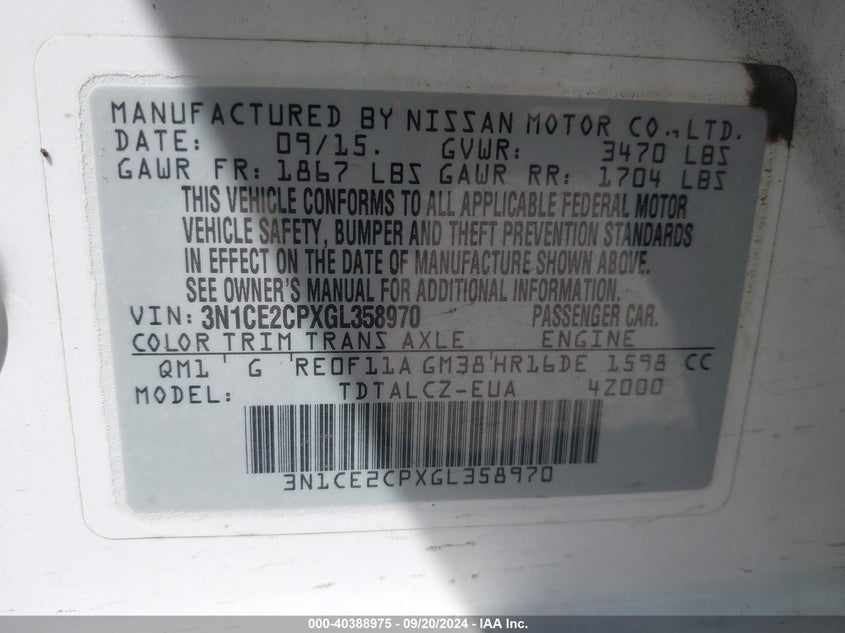 MANUFACTURED BY NISSAN MOTOR CO.,LTD.
DATE: 09/15. GVWR: 3470 LBS
GAWR FR: 1867 LBS GAWR RR: 1704 LBS
THIS VEHICLE CONFORMS TO ALL APPLICABLE FEDERAL MOTOR
VEHICLE SAFETY, BUMPER AND THEFT PREVENTION STANDARDS
IN EFFECT ON THE DATE OF MANUFACTURE SHOWN ABOVE.
SEE OWNER'S MANUAL FOR ADDITIONAL INFORMATION.
VIN: 3N1CE2CPXGL358970 PASSENGER CAR.
COLOR TRIM TRANS AXLE ENGINE
QM1 G RE0F11A GM38 HR16DE 1598 CC
MODEL: TDTALCZ-EUA 4Z000
3N1CE2CPXGL358970
000-40388975 - 09/20/2024 - IAA Inc.